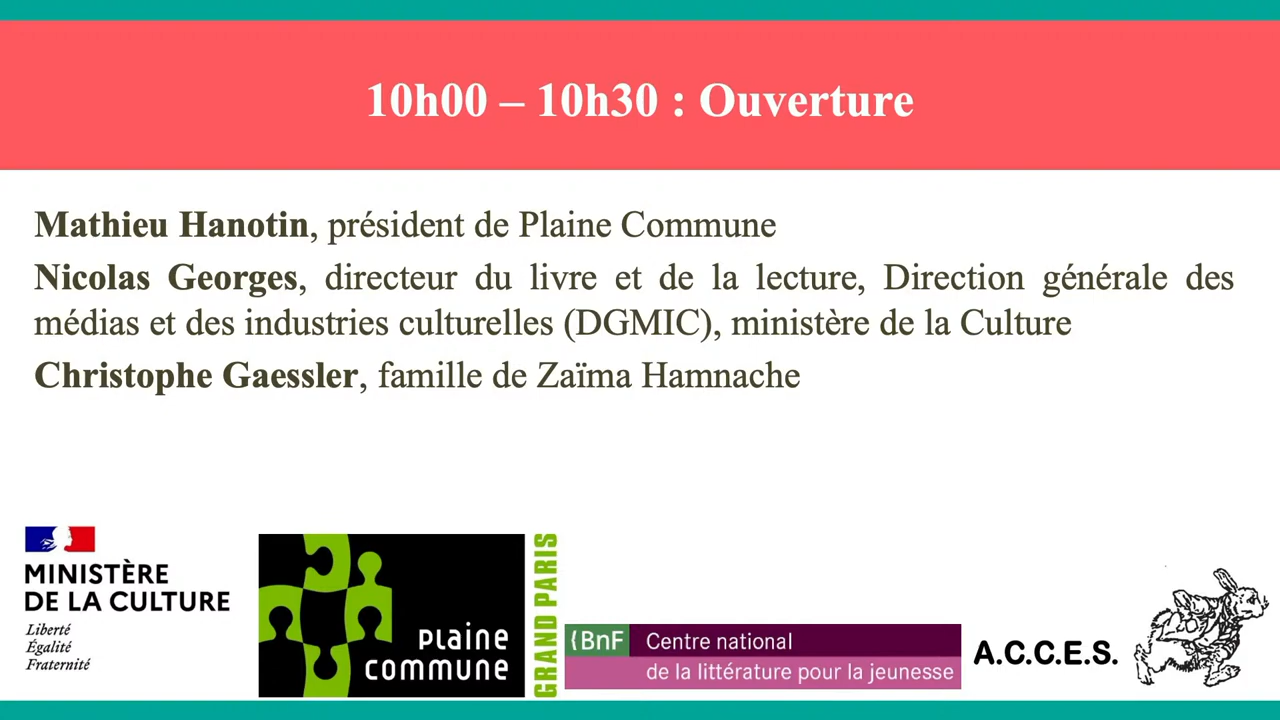 10h00 – 10h30 : Ouverture
Mathieu Hanotin, président de Plaine Commune
Nicolas Georges, directeur du livre et de la lecture, Direction générale des
médias et des industries culturelles (DGMIC), ministère de la Culture
Christophe Gaessler, famille de Zaïma Hamnache
MINISTÈRE
DE LA CULTURE
Liberté
Égalité
Fraternité
plaine
commune
GRAND PARIS
(BnF Centre national
de la littérature pour la jeunesse
A.C.C.E.S.